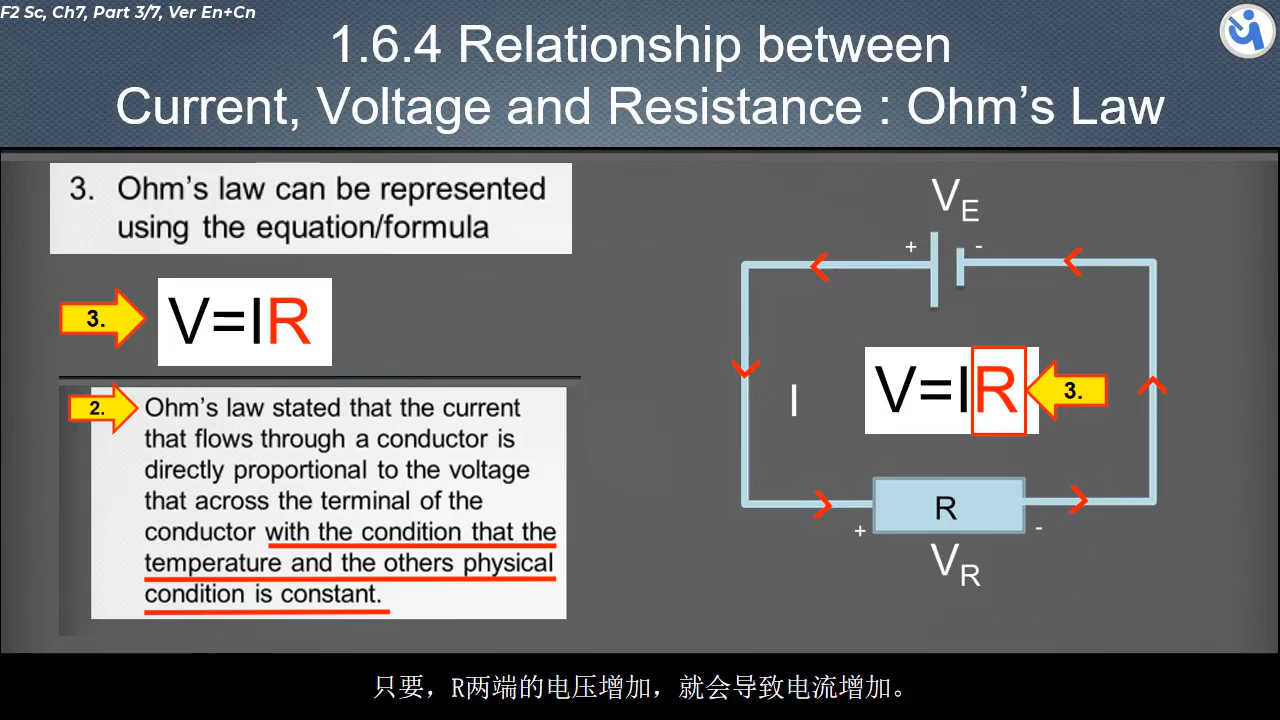 F2 Sc, Ch7, Part 3/7, Ver En+Cn
1.6.4 Relationship between
Current, Voltage and Resistance : Ohm's Law
3. Ohm's law can be represented
using the equation/formula
3.
V=IR
2.
Ohm's law stated that the current
that flows through a conductor is
directly proportional to the voltage
that across the terminal of the
conductor with the condition that the
temperature and the others physical
condition is constant.
VE
+ -
I
V=IR
3.
R
+ -
VR
只要，R两端的电压增加，就会导致电流增加。